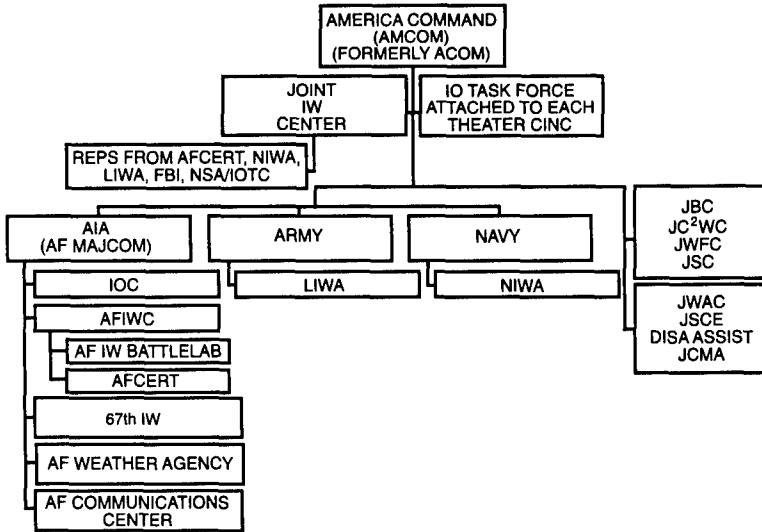 AMERICA COMMAND
(AMCOM)
(FORMERLY ACOM)
JOINT
IW
CENTER
IO TASK FORCE
ATTACHED TO EACH
THEATER CINC
REPS FROM AFCERT, NIWA,
LIWA, FBI, NSA/IOTC
AIA
(AF MAJCOM)
ARMY
NAVY
JBC
JC²WC
JWFC
JSC
IOC
LIWA
NIWA
AFIWC
JWAC
JSCE
DISA ASSIST
JCMA
AF IW BATTLELAB
AFCERT
67th IW
AF WEATHER AGENCY
AF COMMUNICATIONS
CENTER